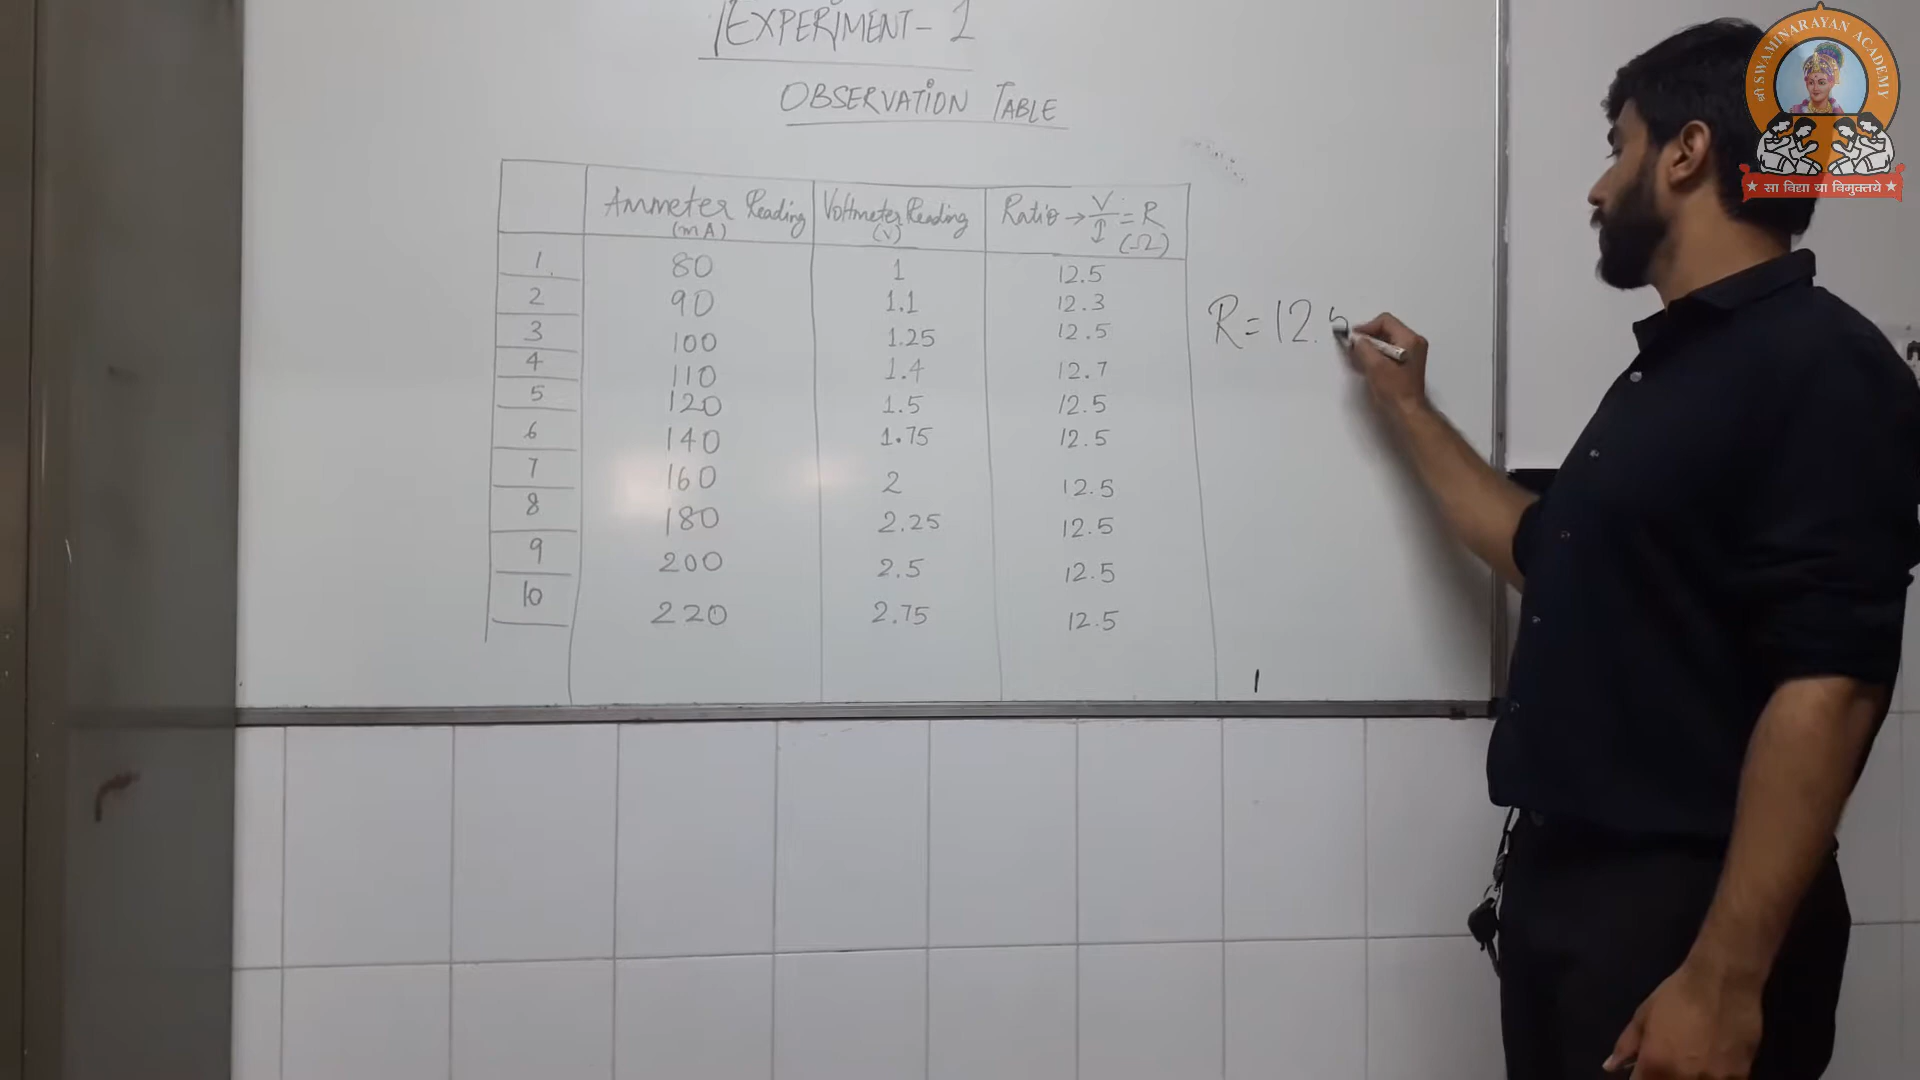 EXPERIMENT- 1
OBSERVATION TABLE
Ammeter Reading (mA) Voltmeter Reading (V) Ratio → V/I = R (Ω)
1. 80 1 12.5
2 90 1.1 12.3
3 100 1.25 12.5
4 110 1.4 12.7
5 120 1.5 12.5
6 140 1.75 12.5
7 160 2 12.5
8 180 2.25 12.5
9 200 2.5 12.5
10 220 2.75 12.5
R=12.5
श्री SWAMINARAYAN ACADEMY
सा विद्या या विमुक्तये